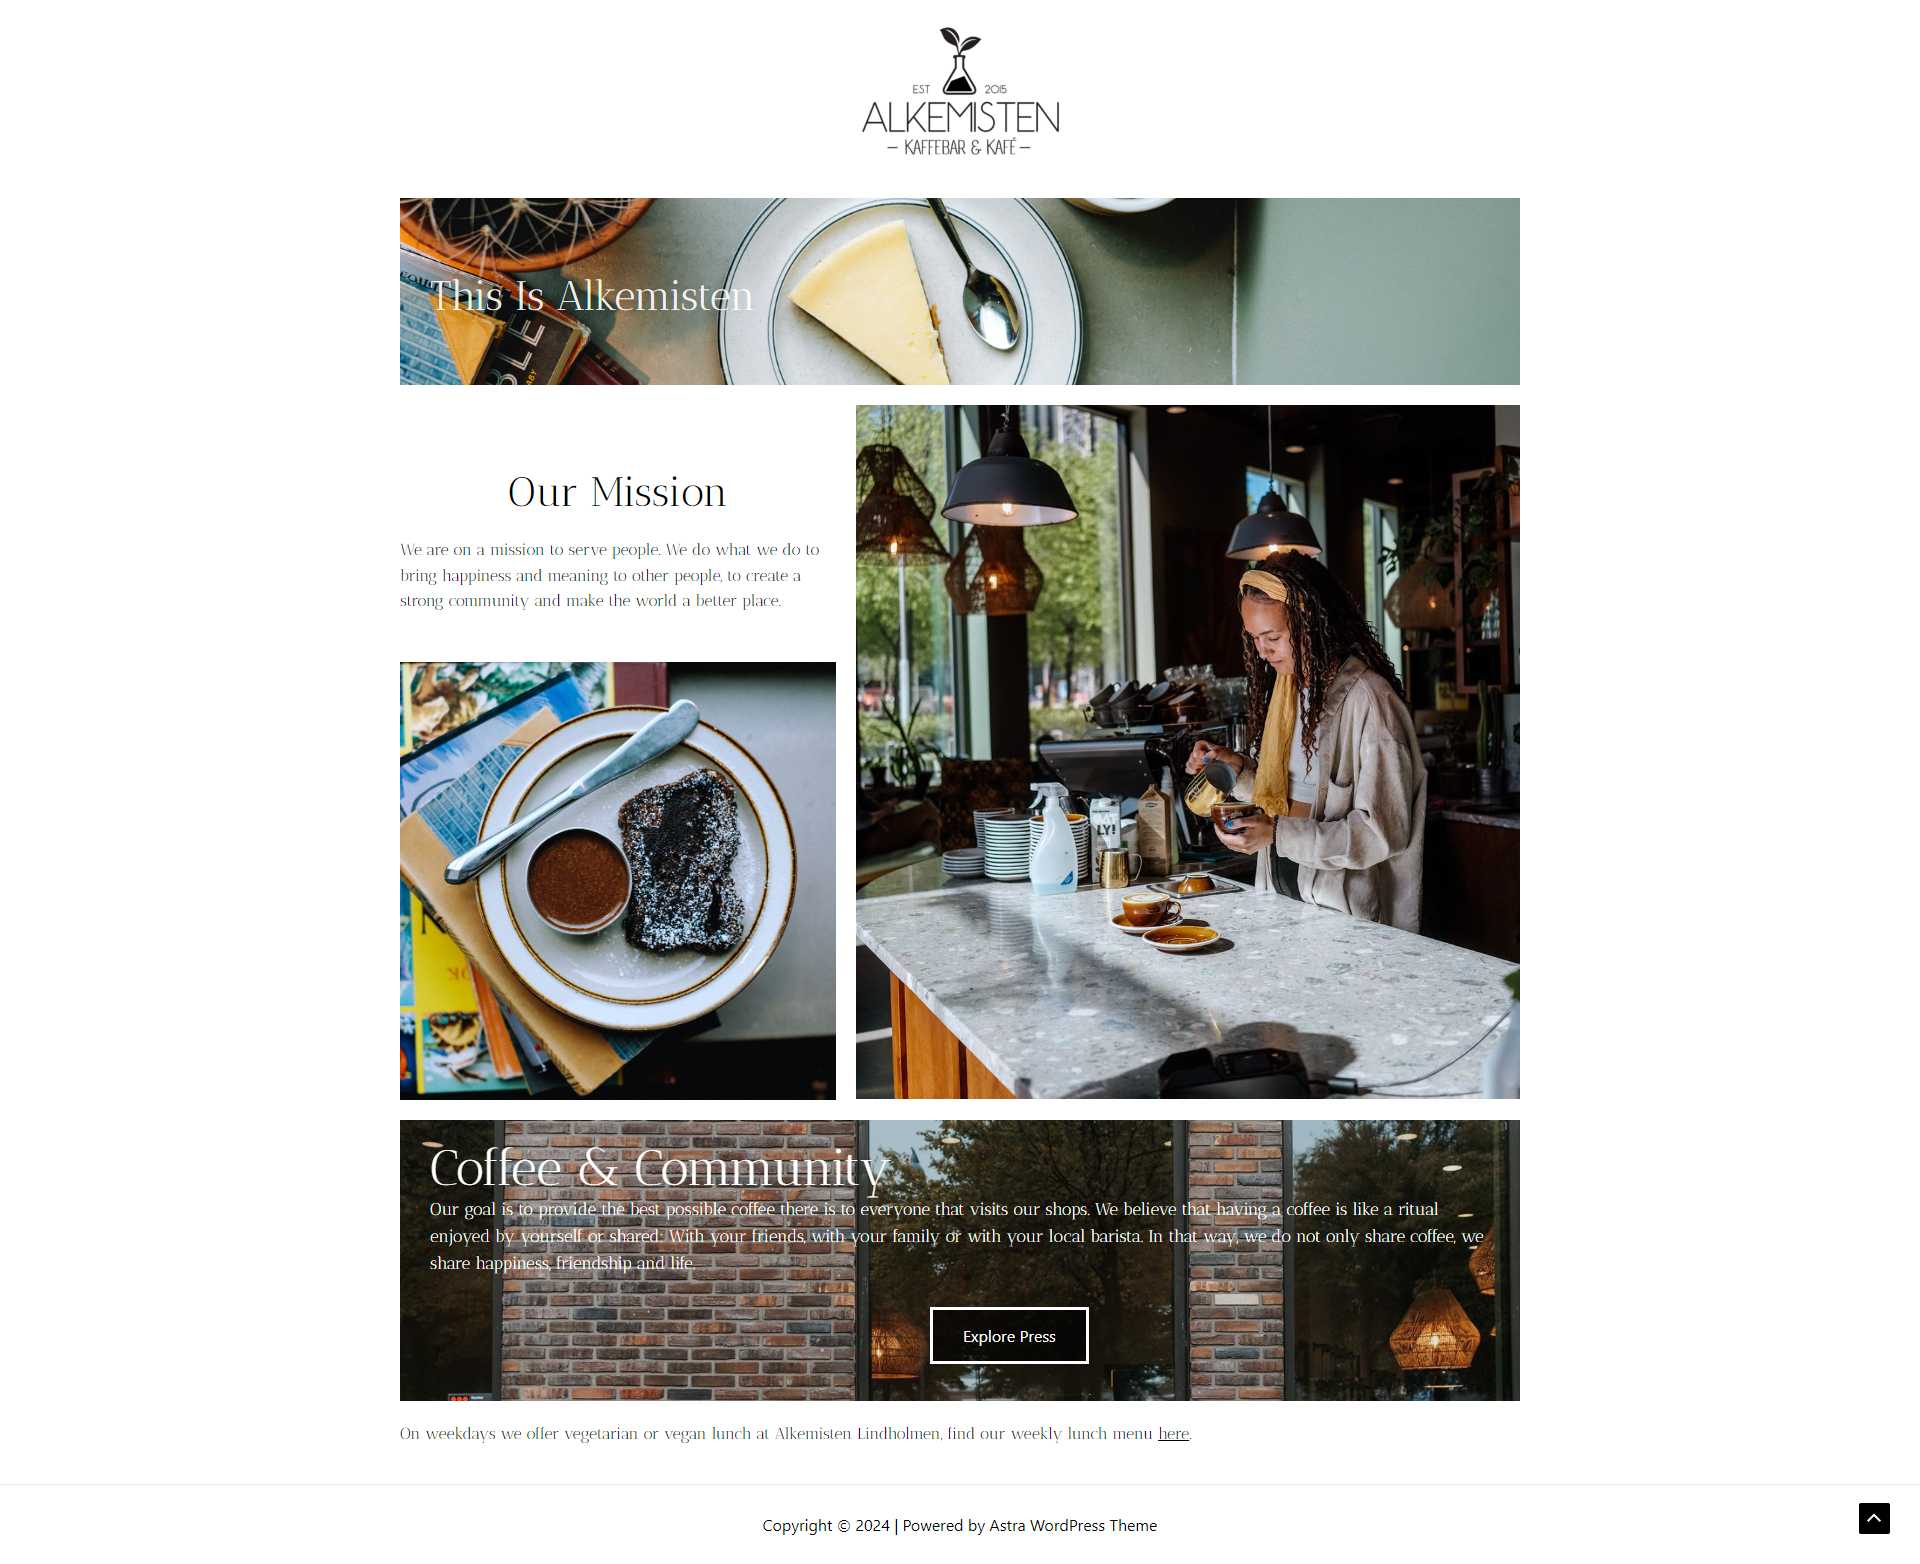 EST 2015
ALKEMISTEN
– KAFFEBAR & KAFÉ –
This Is Alkemisten
BLE
ABY
Our Mission
We are on a mission to serve people. We do what we do to
bring happiness and meaning to other people, to create a
strong community and make the world a better place.
LY!
Coffee & Community
Our goal is to provide the best possible coffee there is to everyone that visits our shops. We believe that having a coffee is like a ritual
enjoyed by yourself or shared: With your friends, with your family or with your local barista. In that way, we do not only share coffee, we
share happiness, friendship and life.
Explore Press
On weekdays we offer vegetarian or vegan lunch at Alkemisten Lindholmen, find our weekly lunch menu here.
Copyright © 2024 | Powered by Astra WordPress Theme